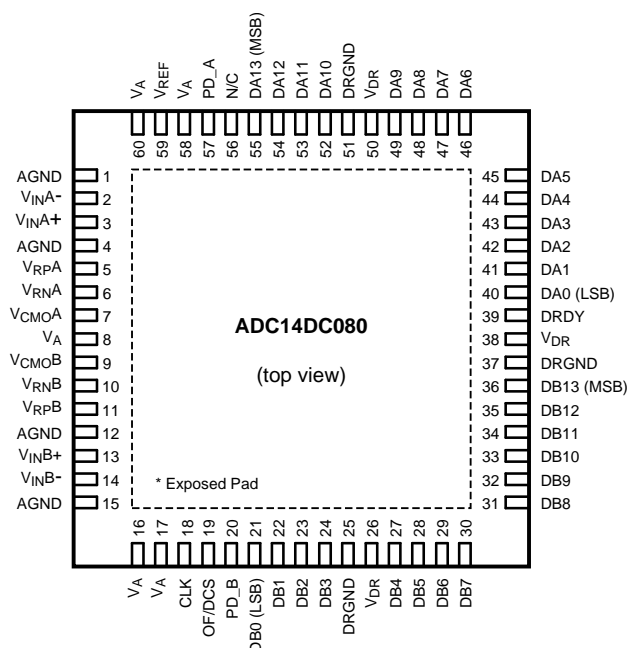 VA VREF VA PD_A N/C DA13 (MSB) DA12 DA11 DA10 DRGND VDR DA9 DA8 DA7 DA6
60 59 58 57 56 55 54 53 52 51 50 49 48 47 46
AGND 1
VINA- 2
VINA+ 3
AGND 4
VRPA 5
VRNA 6
VCMOA 7
VA 8
VCMOB 9
VRNB 10
VRPB 11
AGND 12
VINB+ 13
VINB- 14
AGND 15
ADC14DC080
(top view)
* Exposed Pad
45 DA5
44 DA4
43 DA3
42 DA2
41 DA1
40 DA0 (LSB)
39 DRDY
38 VDR
37 DRGND
36 DB13 (MSB)
35 DB12
34 DB11
33 DB10
32 DB9
31 DB8
16 17 18 19 20 21 22 23 24 25 26 27 28 29 30
VA VA CLK OF/DCS PD_B DB0 (LSB) DB1 DB2 DB3 DRGND VDR DB4 DB5 DB6 DB7